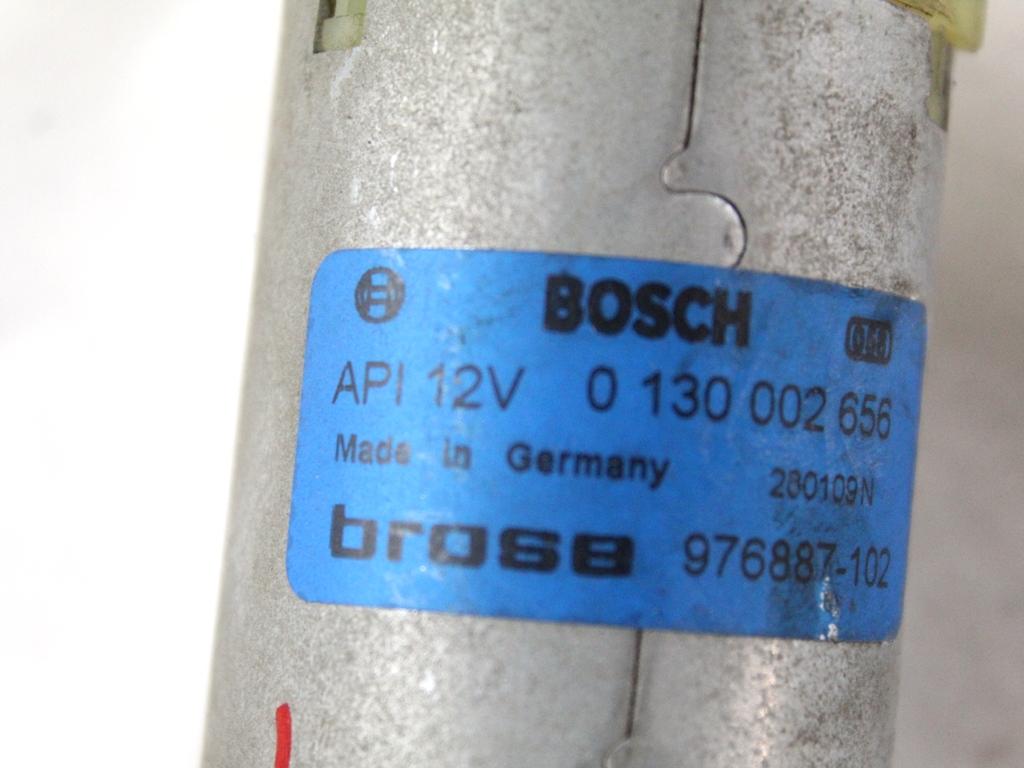 BOSCH
API 12V 0 130 002 656
Made in Germany 280109N
brose 976887-102